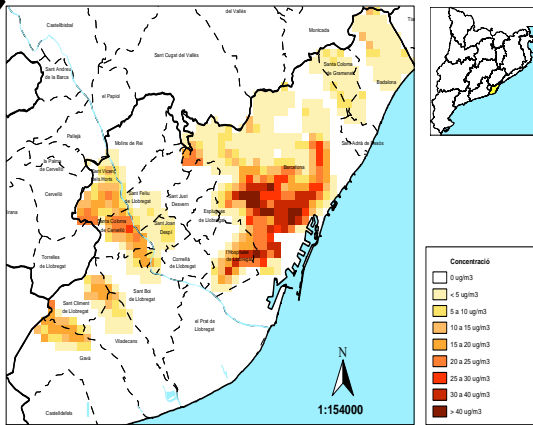 Castellbisbal
del Vallès
Sant Cugat del Vallès
Moncada
Santa Coloma
de Gramenet
Badalona
Sant Andreu
de la Barca
el Papiol
Pallejà
Molins de Rei
Sant Adrià de Besòs
la Palma
de Cervelló
Sant Vicenç
dels Horts
Barcelona
Cervelló
Sant Feliu
de Llobregat
Sant Just
Desvern
Esplugues
de Llobregat
Santa Coloma
de Cervelló
Sant Joan
Despí
Torrelles
de Llobregat
Cornellà
de Llobregat
l'Hospitalet
de Llobregat
Sant Boi
de Llobregat
Sant Climent
de Llobregat
el Prat de
Llobregat
Viladecans
Gavà
Castelldefels
N
1:154000
Concentració
0 ug/m3
< 5 ug/m3
5 a 10 ug/m3
10 a 15 ug/m3
15 a 20 ug/m3
20 a 25 ug/m3
25 a 30 ug/m3
30 a 40 ug/m3
> 40 ug/m3